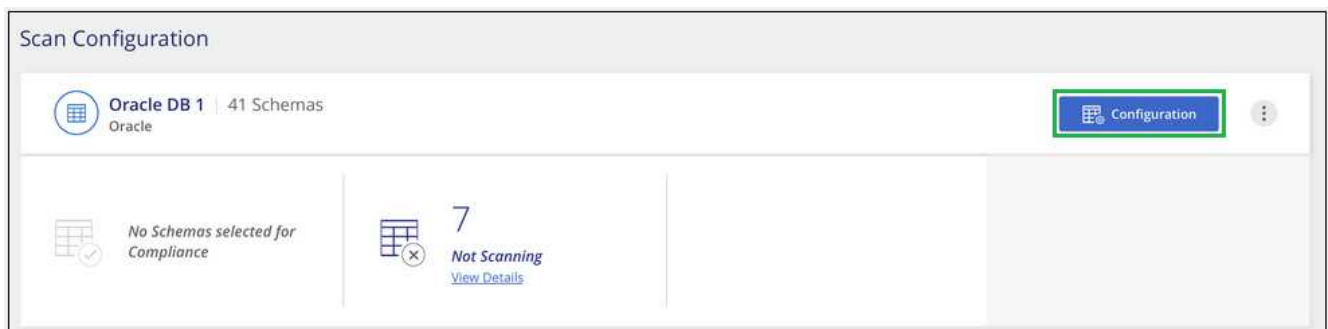 Scan Configuration
Oracle DB 1 | 41 Schemas
Oracle
Configuration
No Schemas selected for
Compliance
7
Not Scanning
View Details